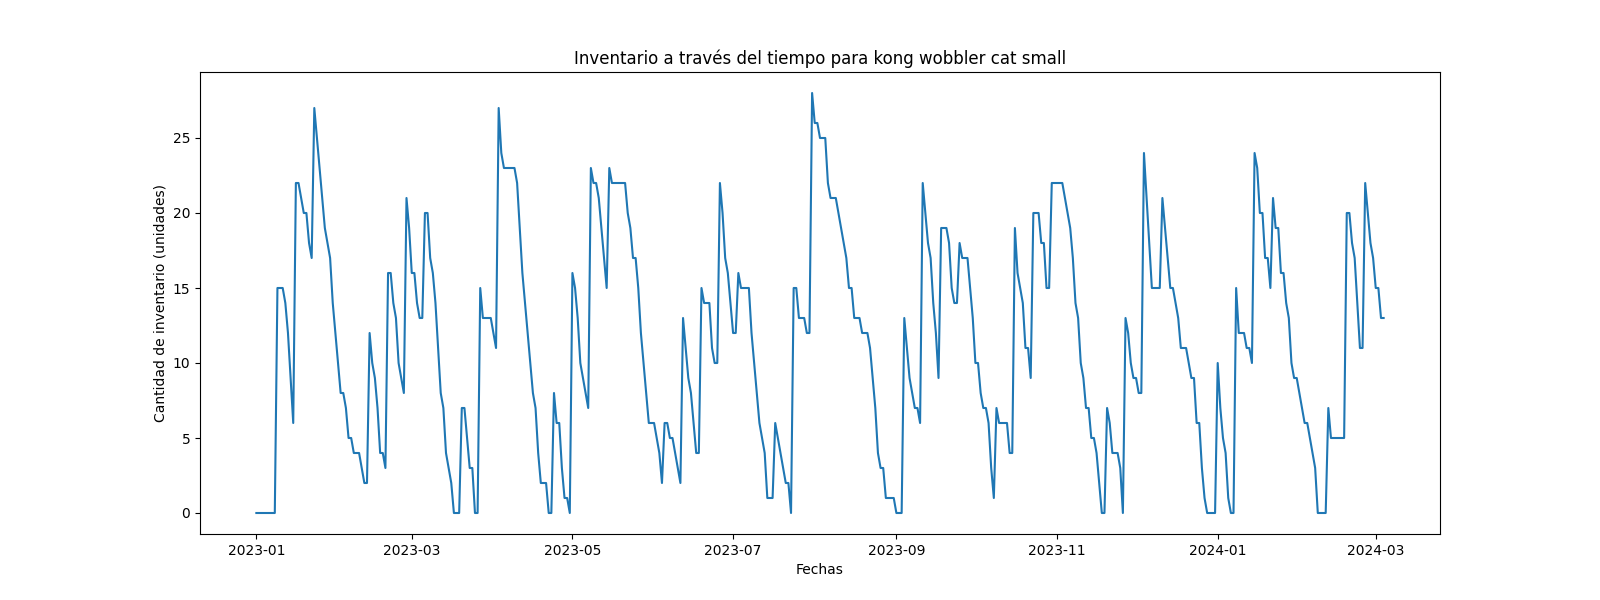 Inventario a través del tiempo para kong wobbler cat small
Cantidad de inventario (unidades)
25
20
15
10
5
0
2023-01 2023-03 2023-05 2023-07 2023-09 2023-11 2024-01 2024-03
Fechas